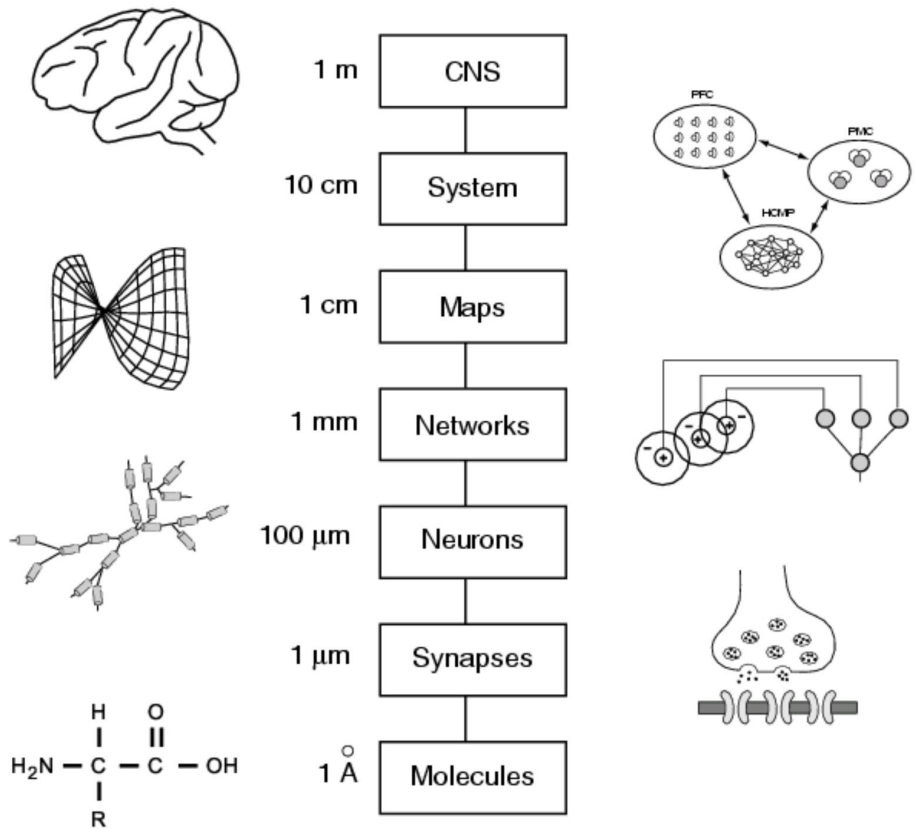 1 m CNS
PFC
PMC
10 cm System
HCMP
1 cm Maps
1 mm Networks
- - -
+ + +
100 μm Neurons
1 μm Synapses
H O
H₂N — C — C — OH
R
1 Å Molecules